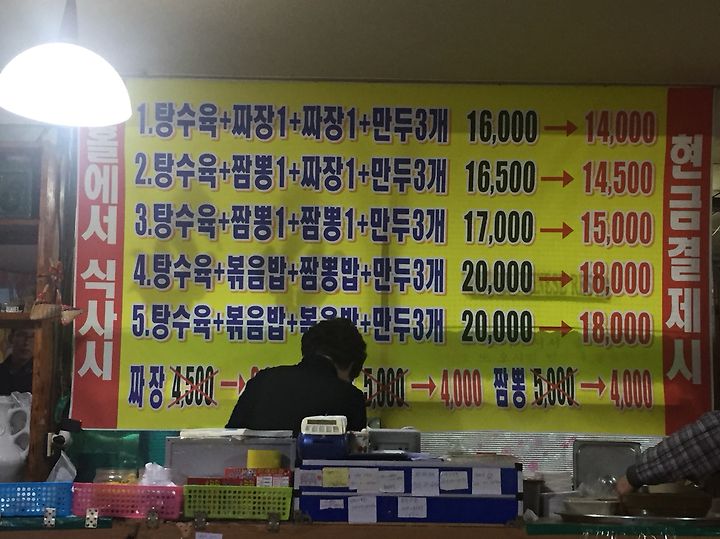 홀에서 식사시
1.탕수육+짜장1+짜장1+만두3개 16,000→14,000
2.탕수육+짬뽕1+짜장1+만두3개 16,500→14,500
3.탕수육+짬뽕1+짬뽕1+만두3개 17,000→15,000
4.탕수육+볶음밥+짬뽕밥+만두3개 20,000→18,000
5.탕수육+볶음밥+볶음밥+만두3개 20,000→18,000
짜장 4,500→ 5,000→4,000 짬뽕 5,000→4,000
현금결제시